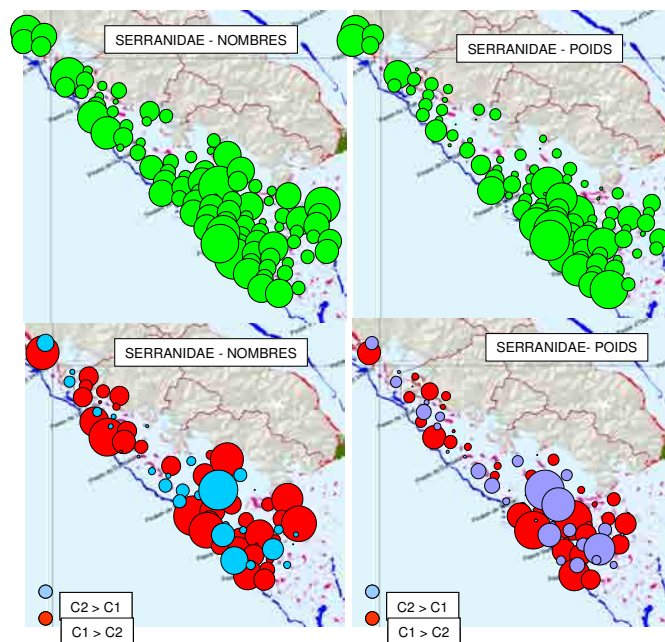 SERRANIDAE - NOMBRES
SERRANIDAE - POIDS
SERRANIDAE - NOMBRES
SERRANIDAE- POIDS
C2 > C1
C1 > C2
C2 > C1
C1 > C2